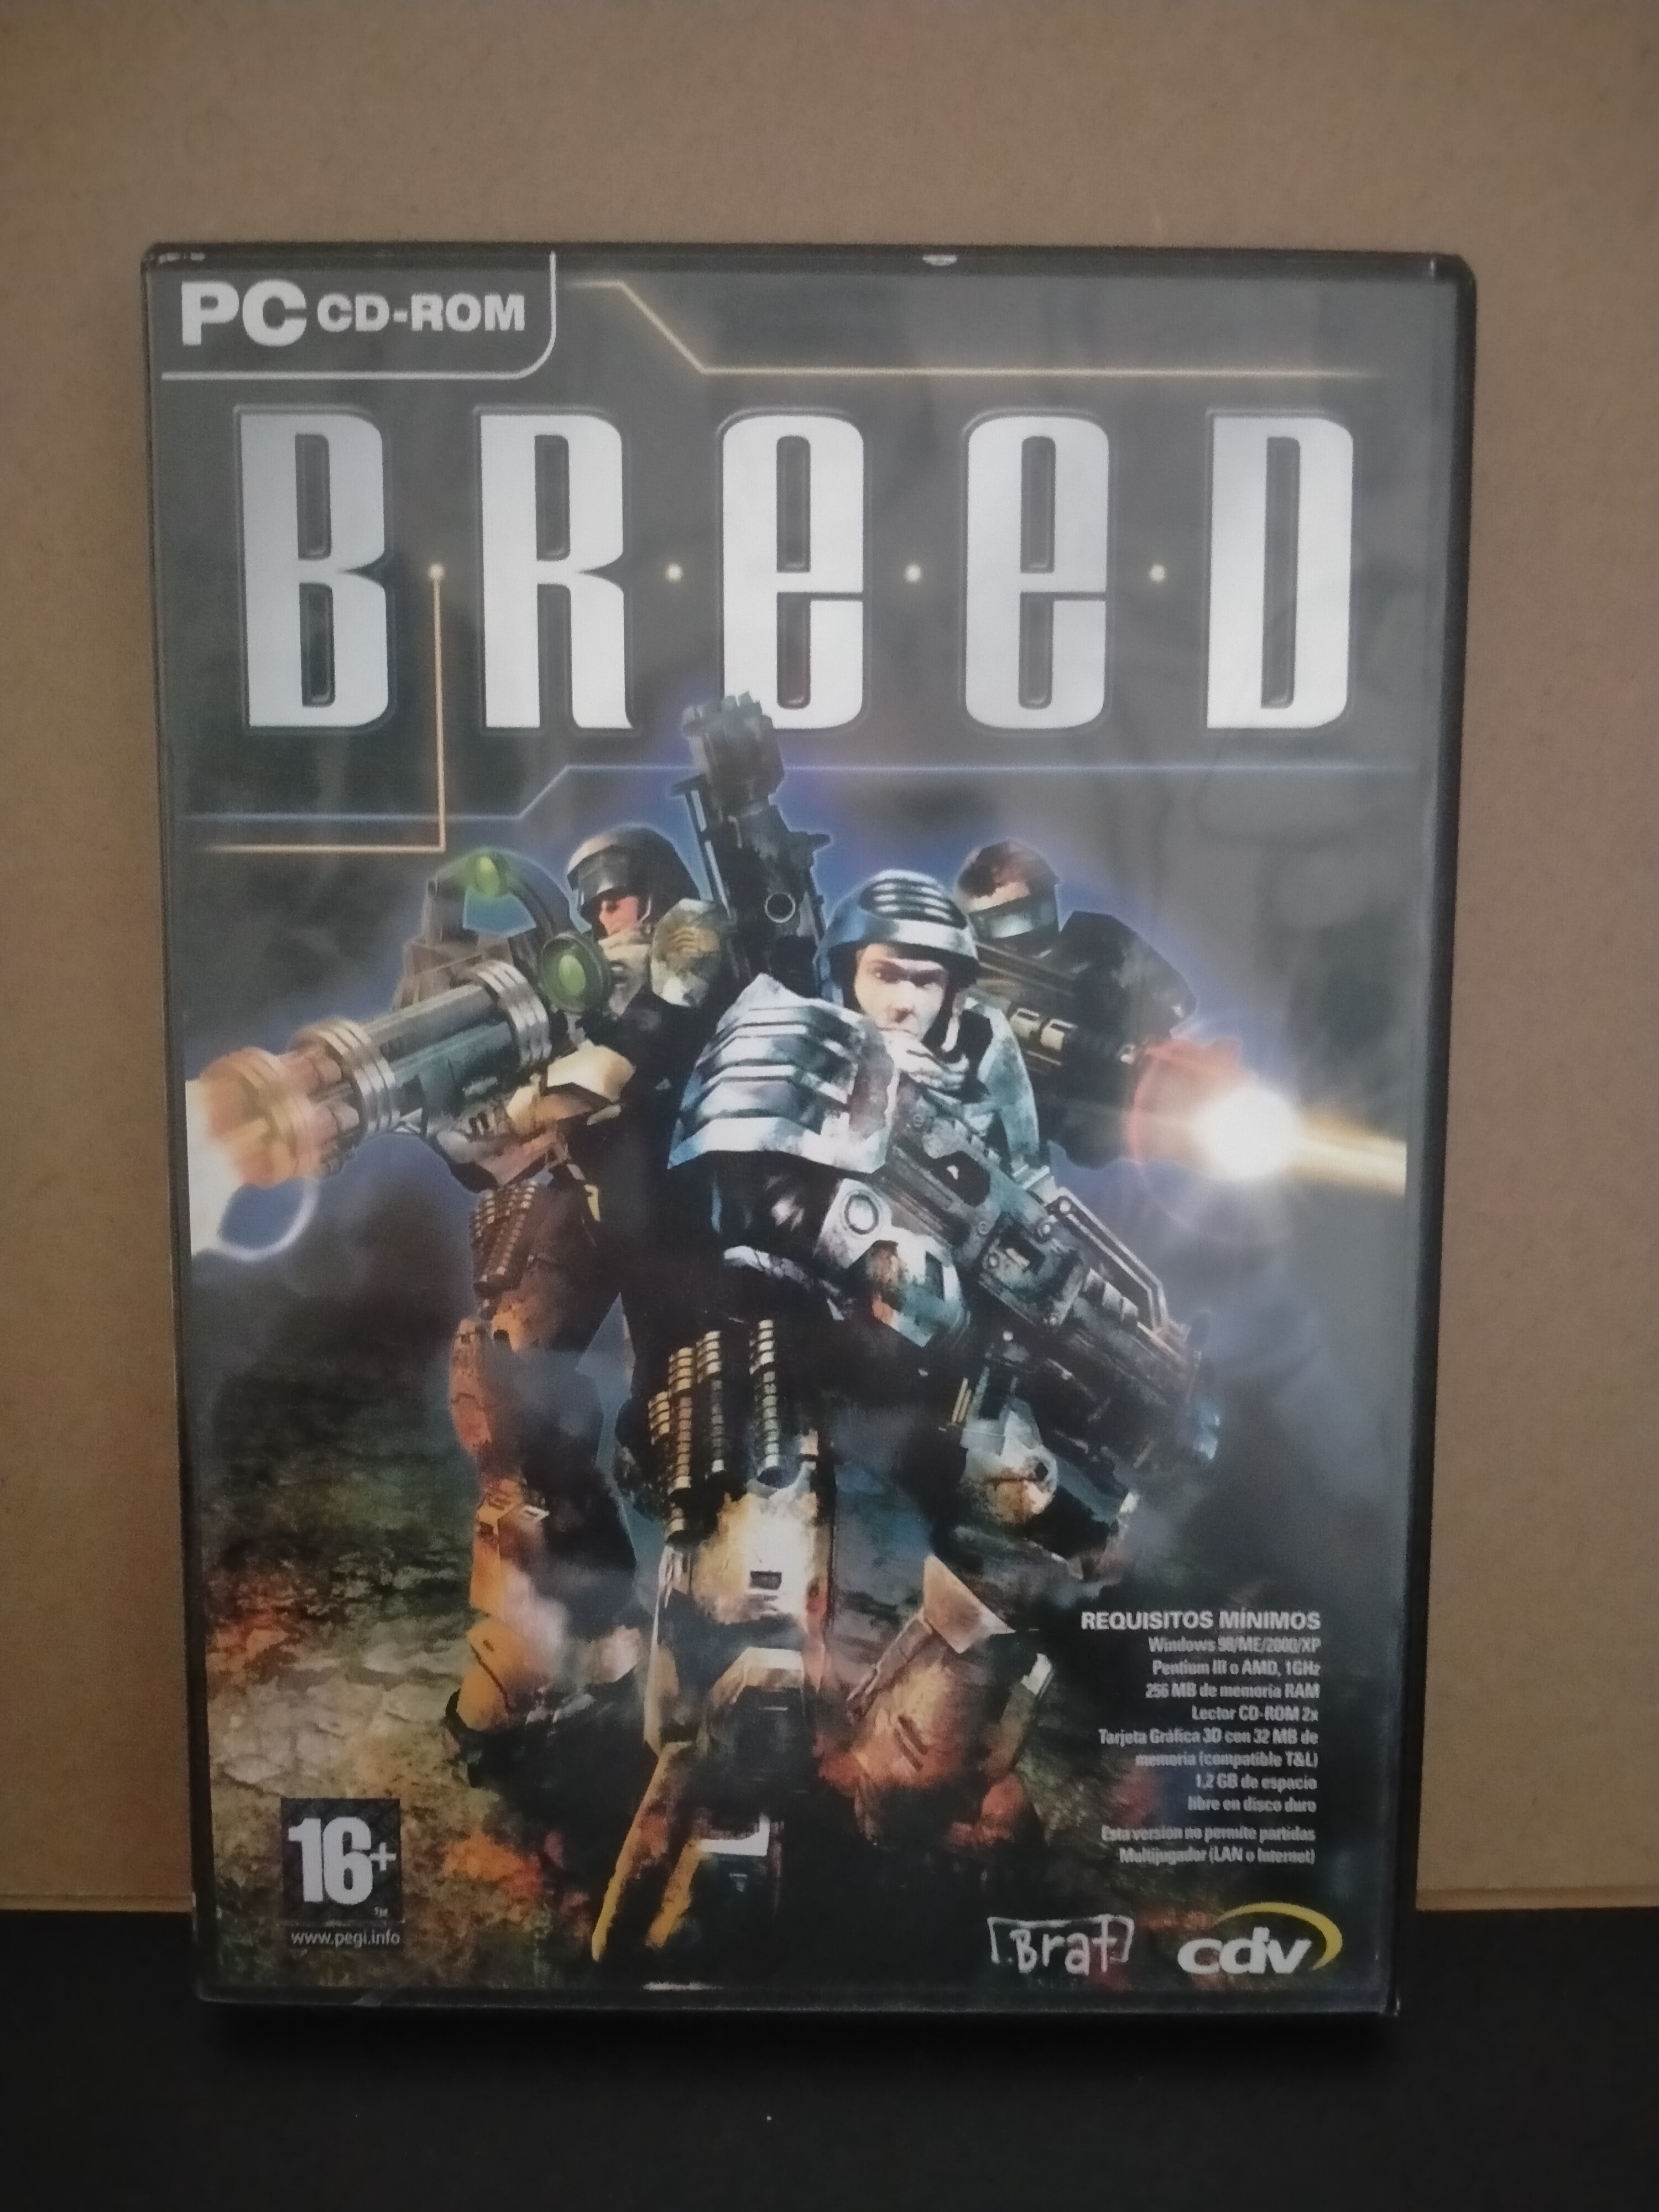 PC CD-ROM
BReeD
REQUISITOS MÍNIMOS
Windows 98/ME/2000/XP
Pentium III o AMD, 1GHz
256 MB de memoria RAM
Lector CD-ROM 2x
Tarjeta Gráfica 3D con 32 MB de
memoria (compatible T&L)
1,2 GB de espacio
libre en disco duro
Esta version no permite partidas
Multijugador (LAN o Internet)
16+
TM
www.pegi.info
Brat
cdv